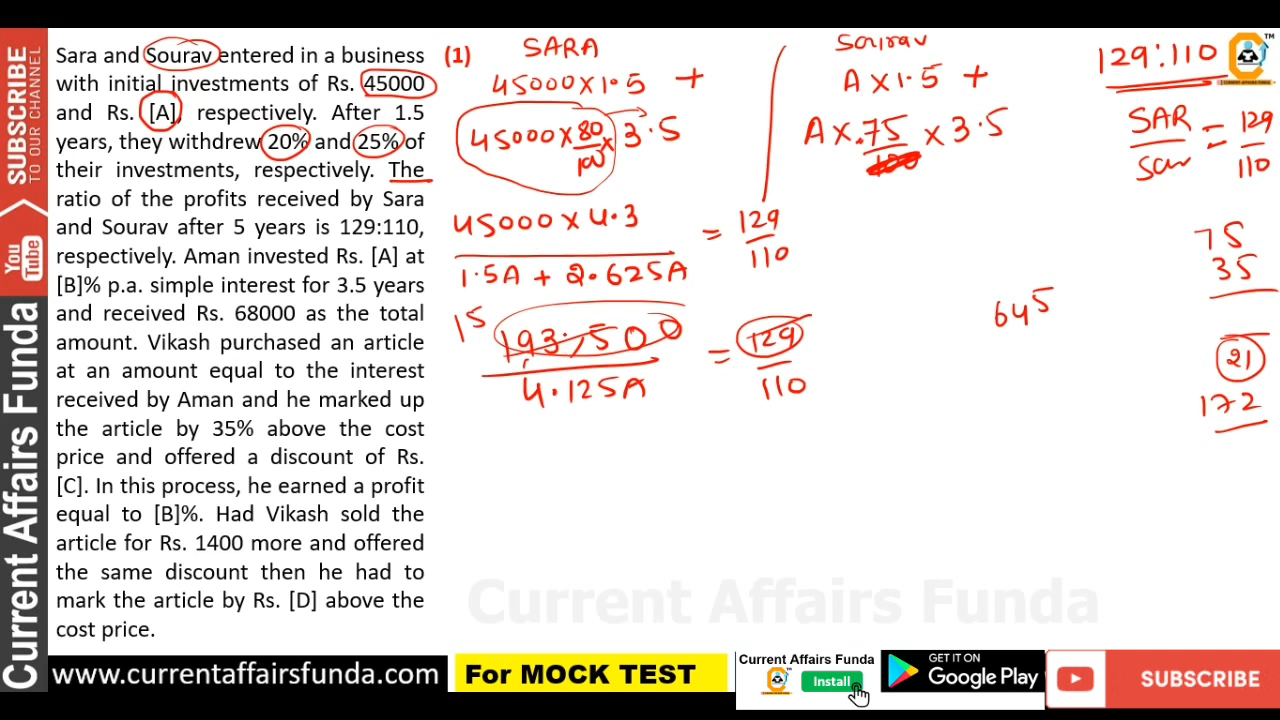 SUBSCRIBE
TO OUR CHANNEL
You Tube
Current Affairs Funda
Sara and Sourav entered in a business
with initial investments of Rs. 45000
and Rs. [A], respectively. After 1.5
years, they withdrew 20% and 25% of
their investments, respectively. The
ratio of the profits received by Sara
and Sourav after 5 years is 129:110,
respectively. Aman invested Rs. [A] at
[B]% p.a. simple interest for 3.5 years
and received Rs. 68000 as the total
amount. Vikash purchased an article
at an amount equal to the interest
received by Aman and he marked up
the article by 35% above the cost
price and offered a discount of Rs.
[C]. In this process, he earned a profit
equal to [B]%. Had Vikash sold the
article for Rs. 1400 more and offered
the same discount then he had to
mark the article by Rs. [D] above the
cost price.
(1) SARA
45000 × 1.5 +
45000 × 80/100 × 3.5
45000 × 4.3
1.5A + 2.625A
= 129/110
15
193,500
4.125A
= 129/110
Sourav
A × 1.5 +
A × .75 × 3.5
100
129:110
TM
SAR = 129
Sou 110
75
35
645
21
172
Current Affairs Funda
www.currentaffairsfunda.com
For MOCK TEST
Current Affairs Funda
Install
GET IT ON
Google Play
SUBSCRIBE